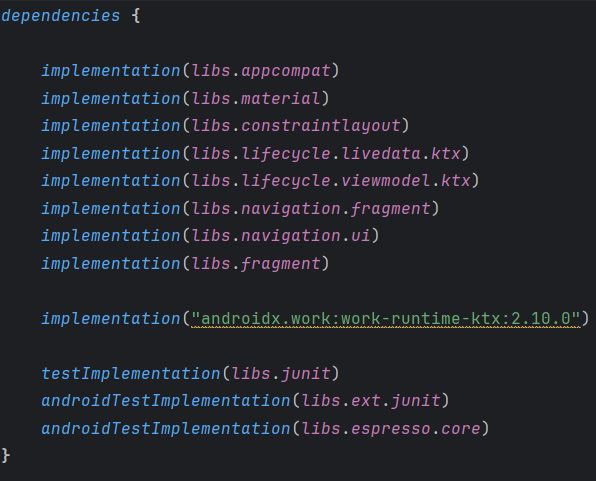 dependencies {
implementation(libs.appcompat)
implementation(libs.material)
implementation(libs.constraintlayout)
implementation(libs.lifecycle.livedata.ktx)
implementation(libs.lifecycle.viewmodel.ktx)
implementation(libs.navigation.fragment)
implementation(libs.navigation.ui)
implementation(libs.fragment)
implementation("androidx.work:work-runtime-ktx:2.10.0")
testImplementation(libs.junit)
androidTestImplementation(libs.ext.junit)
androidTestImplementation(libs.espresso.core)
}